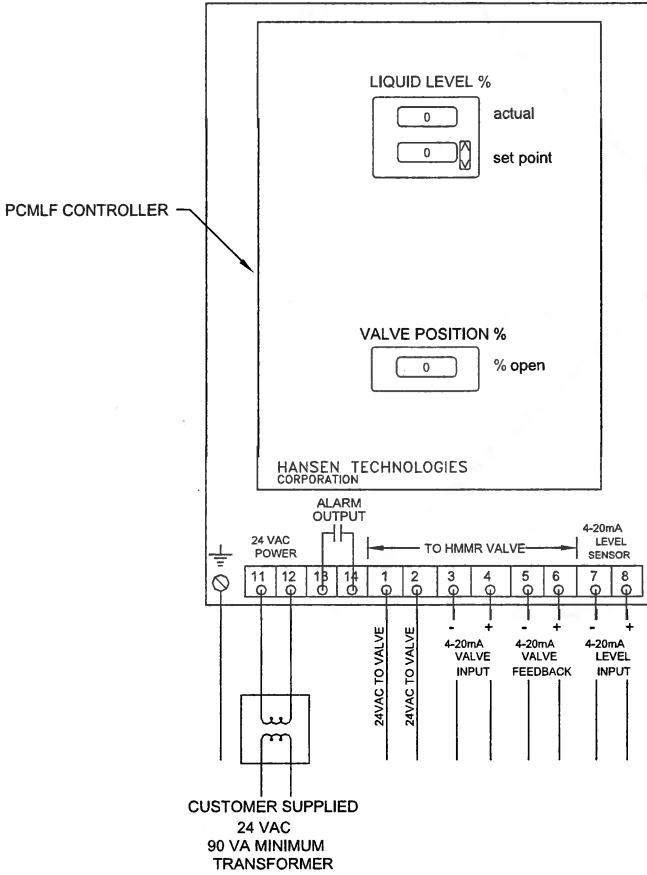 LIQUID LEVEL %
0 actual
0 set point
PCMLF CONTROLLER
VALVE POSITION %
0 % open
HANSEN TECHNOLOGIES
CORPORATION
ALARM
OUTPUT
24 VAC
POWER
TO HMMR VALVE
4-20mA
LEVEL
SENSOR
11 12 13 14 1 2 3 4 5 6 7 8
24VAC TO VALVE
24VAC TO VALVE
- +
4-20mA
VALVE
INPUT
- +
4-20mA
VALVE
FEEDBACK
- +
4-20mA
LEVEL
INPUT
CUSTOMER SUPPLIED
24 VAC
90 VA MINIMUM
TRANSFORMER